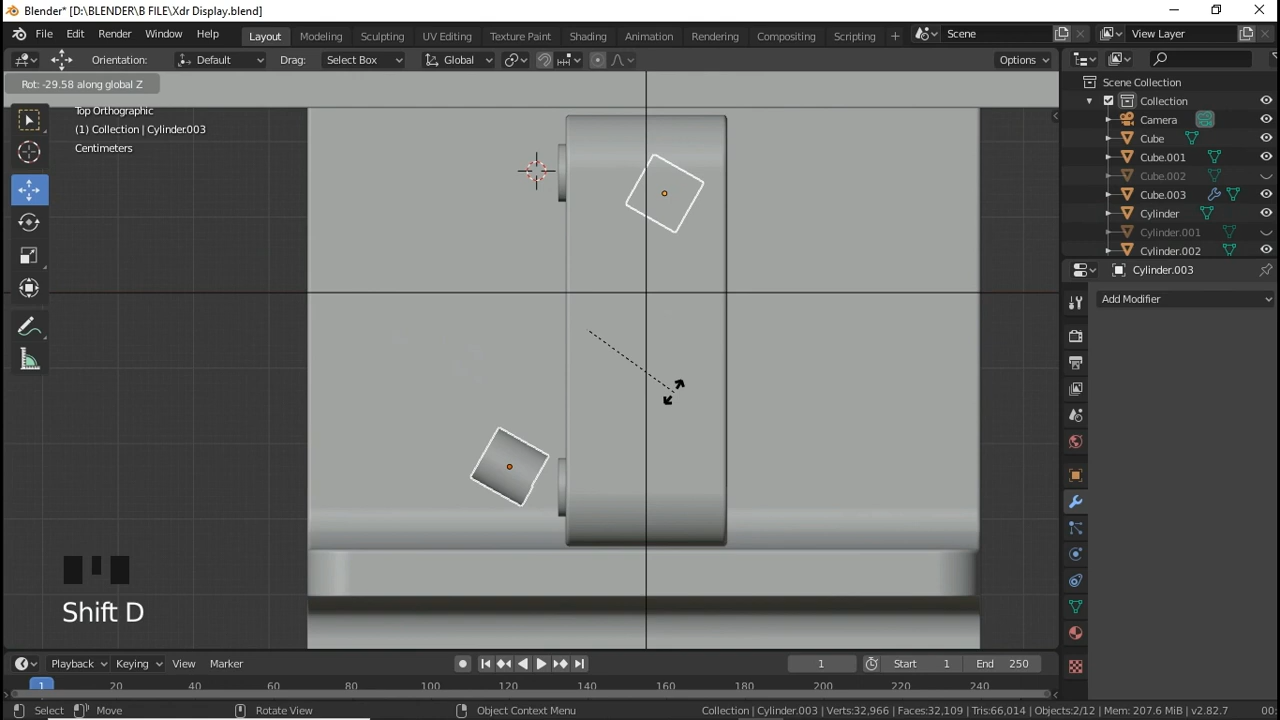 Blender* [D:\BLENDER\B FILE\Xdr Display.blend]
File Edit Render Window Help Layout Modeling Sculpting UV Editing Texture Paint Shading Animation Rendering Compositing Scripting + Scene View Layer
Orientation: Default Drag: Select Box Global Options
Rot: -29.58 along global Z
Top Orthographic
(1) Collection | Cylinder.003
Centimeters
Scene Collection
Collection
Camera
Cube
Cube.001
Cube.002
Cube.003
Cylinder
Cylinder.001
Cylinder.002
Cylinder.003
Add Modifier
Shift D
Playback Keying View Marker 1 Start 1 End 250
1 20 40 60 80 100 120 140 160 180 200 220 240
Select Move Rotate View Object Context Menu Collection | Cylinder.003 | Verts:32,966 | Faces:32,109 | Tris:66,014 | Objects:2/12 | Mem: 207.6 MiB | v2.82.7